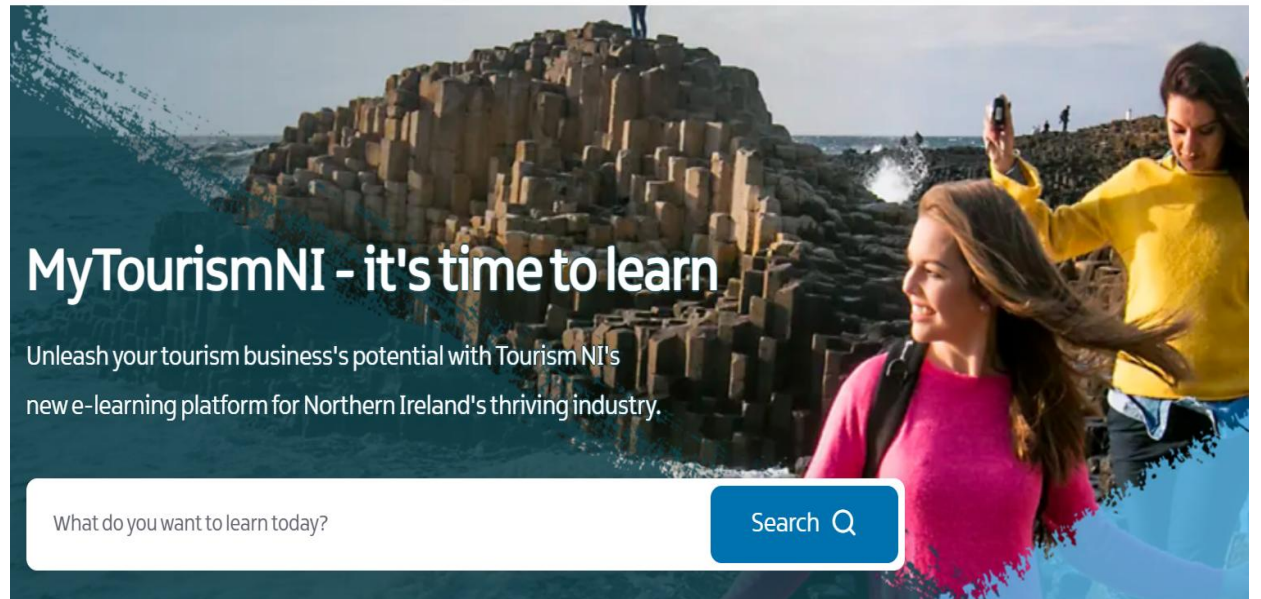 MyTourismNI - it's time to learn
Unleash your tourism business's potential with Tourism NI's
new e-learning platform for Northern Ireland's thriving industry.
What do you want to learn today?
Search